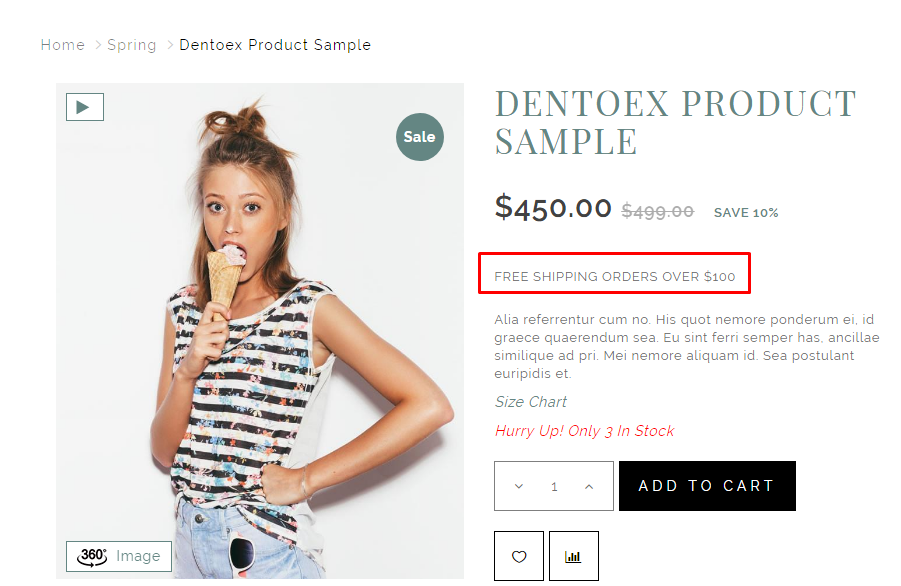 Home > Spring > Dentoex Product Sample
Sale
DENTOEX PRODUCT
SAMPLE
$450.00 $499.00 SAVE 10%
FREE SHIPPING ORDERS OVER $100
Alia referrentur cum no. His quot nemore ponderum ei, id
graece quaerendum sea. Eu sint ferri semper has, ancillae
similique ad pri. Mei nemore aliquam id. Sea postulant
euripidis et.
Size Chart
Hurry Up! Only 3 In Stock
1
ADD TO CART
360° Image